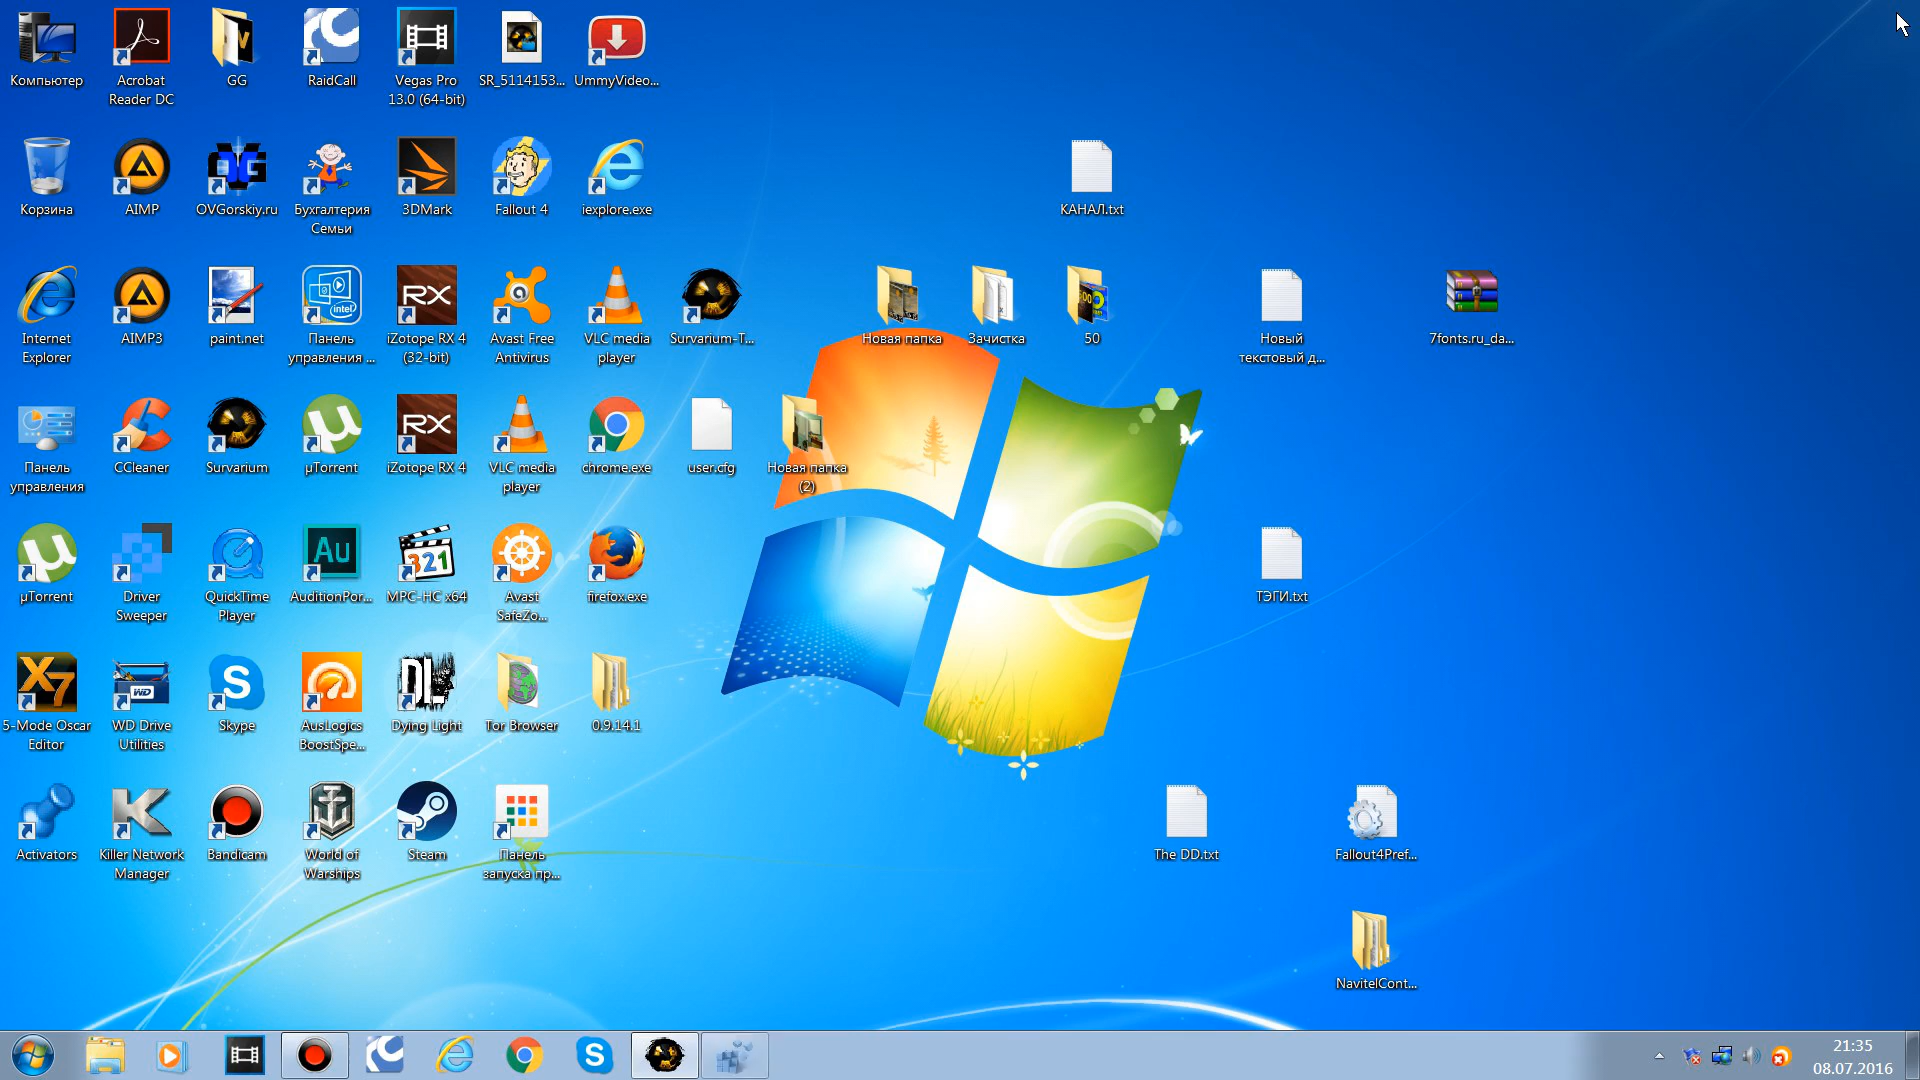 Компьютер
Acrobat
Reader DC
GG
RaidCall
Vegas Pro
13.0 (64-bit)
SR_5114153...
UmmyVideo...
Корзина
AIMP
OVGorskiy.ru
Бухгалтерия
Семьи
3DMark
Fallout 4
iexplore.exe
КАНАЛ.txt
Internet
Explorer
AIMP3
paint.net
Панель
управления ...
iZotope RX 4
(32-bit)
Avast Free
Antivirus
VLC media
player
Survarium-T...
Новая папка
Зачистка
50
Новый
текстовый д...
7fonts.ru_da...
Панель
управления
CCleaner
Survarium
µTorrent
iZotope RX 4
VLC media
player
chrome.exe
user.cfg
Новая папка
(2)
µTorrent
Driver
Sweeper
QuickTime
Player
AuditionPor...
MPC-HC x64
Avast
SafeZo...
firefox.exe
ТЭГИ.txt
5-Mode Oscar
Editor
WD Drive
Utilities
Skype
AusLogics
BoostSpe...
Dying Light
Tor Browser
0.9.14.1
Activators
Killer Network
Manager
Bandicam
World of
Warships
Steam
Панель
запуска пр...
The DD.txt
Fallout4Pref...
NavitelCont...
21:35
08.07.2016